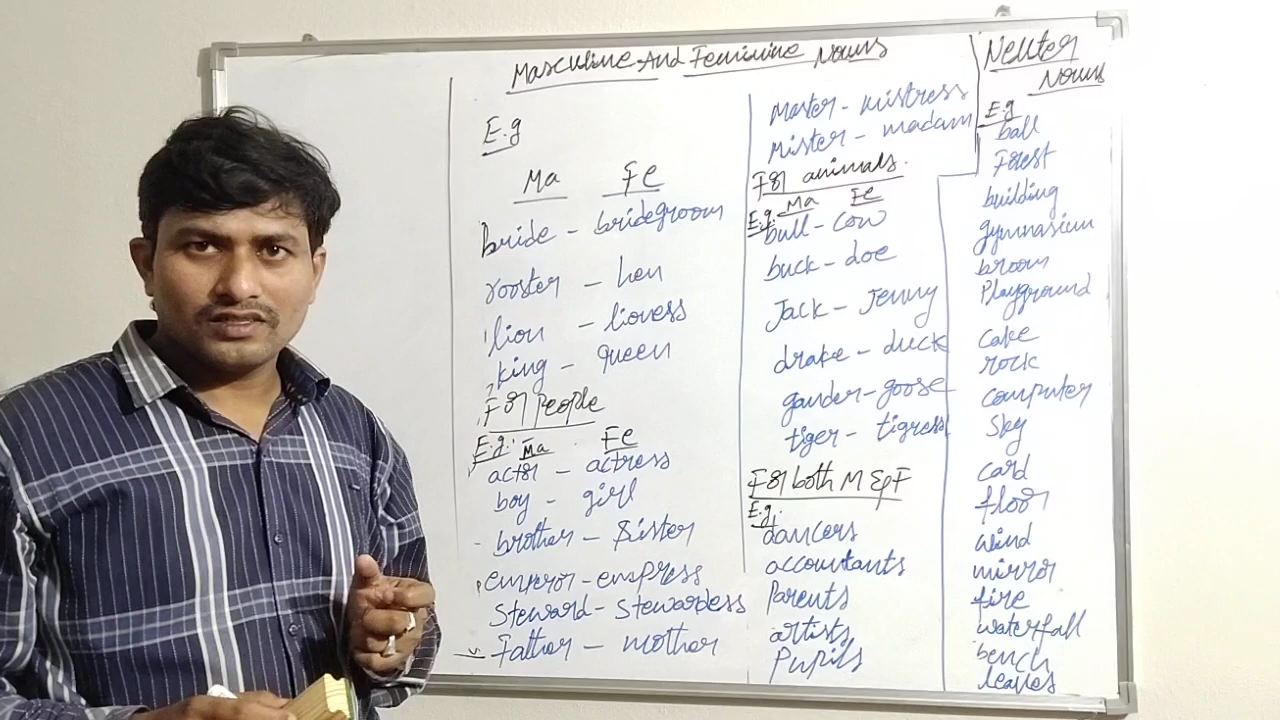 Masculine And Feminine Nouns
E.g
Ma Fe
bride - bridegroom
rooster - hen
lion - lioness
king - queen
For People
E.g: Ma Fe
actor - actress
boy - girl
brother - Sister
emperor - empress
Steward - Stewardess
Father - mother
Master - mistress
Mister - madam
For animals.
E.g: Ma Fe
bull - cow
buck - doe
Jack - Jenny
drake - duck
gander - goose
tiger - tigress
For both M & F
E.g:
dancers
accountants
Parents
artists
Pupils
Neuter
Nouns
E.g
ball
Forest
building
gymnasium
broom
Playground
cake
rock
computer
Sky
card
floor
wind
mirror
fire
waterfall
bench
leaves